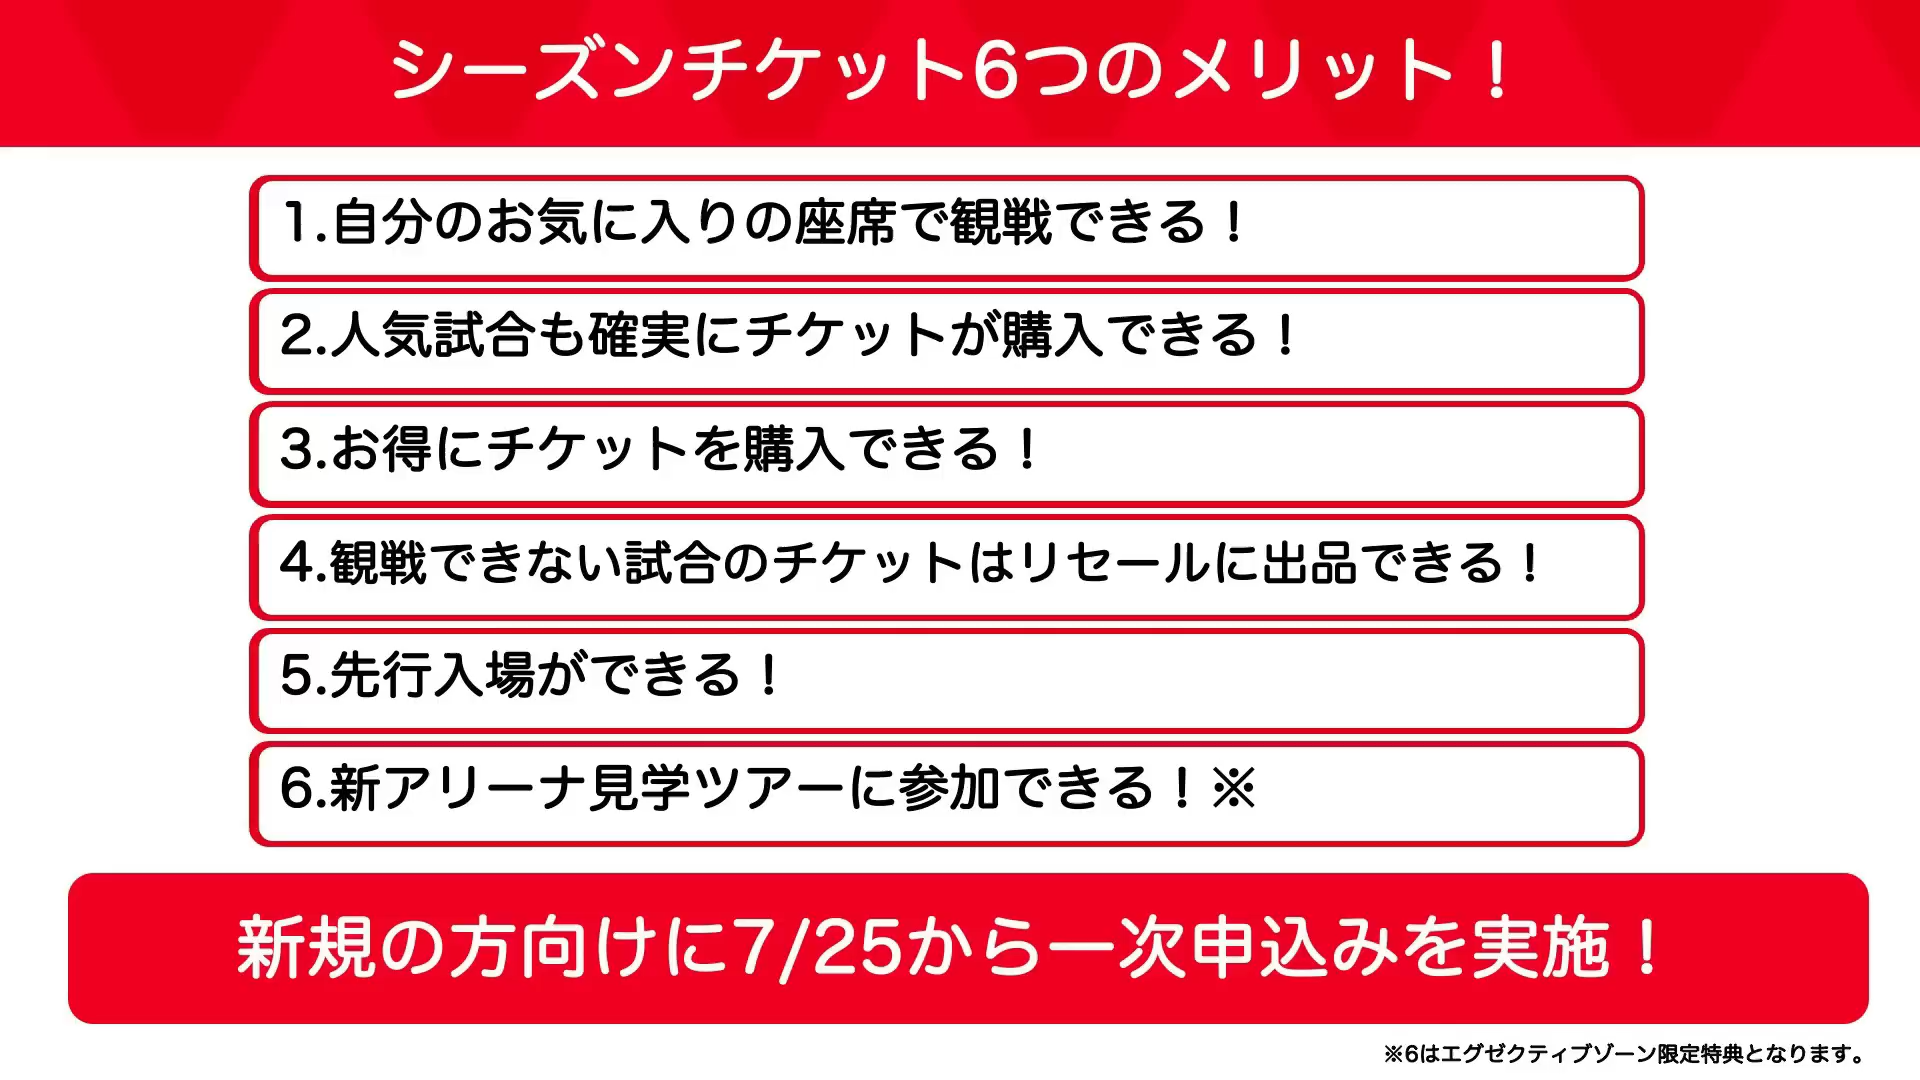 シーズンチケット6つのメリット！
1.自分のお気に入りの座席で観戦できる！
2.人気試合も確実にチケットが購入できる！
3.お得にチケットを購入できる！
4.観戦できない試合のチケットはリセールに出品できる！
5.先行入場ができる！
6.新アリーナ見学ツアーに参加できる！※
新規の方向けに7/25から一次申込みを実施！
※6はエグゼクティブゾーン限定特典となります。